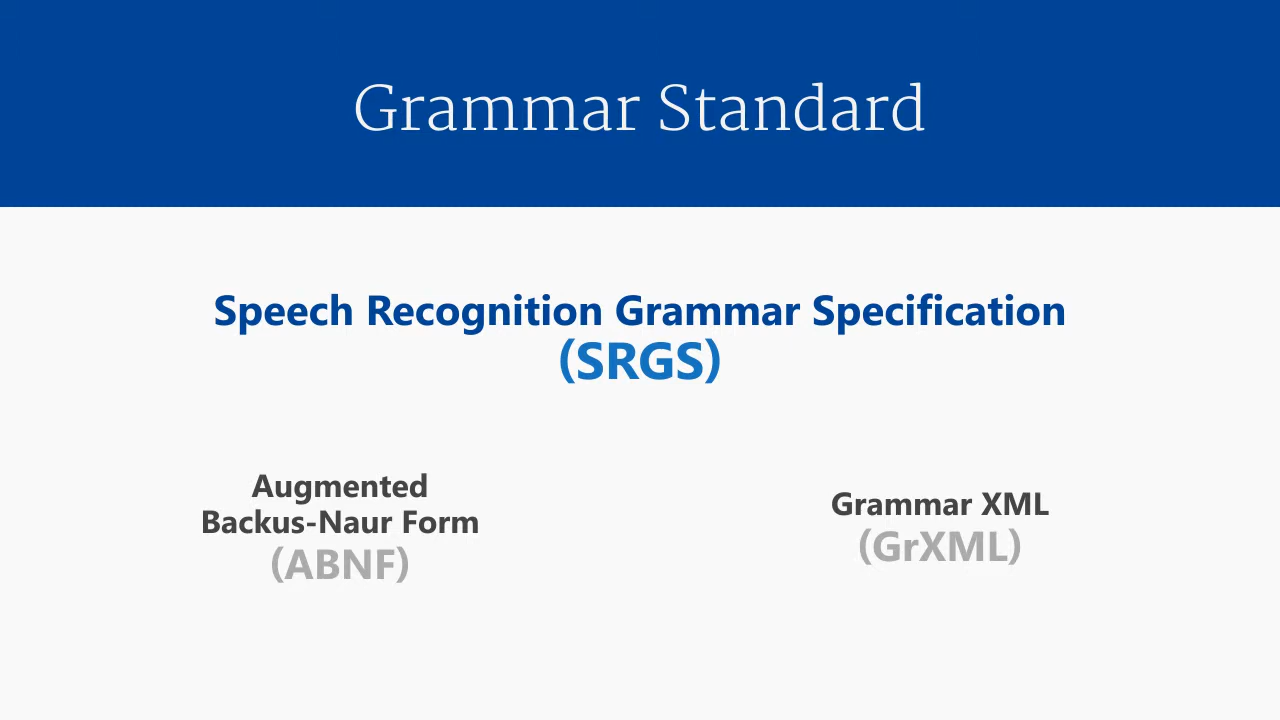 Grammar Standard
Speech Recognition Grammar Specification
(SRGS)
Augmented
Backus-Naur Form
(ABNF)
Grammar XML
(GrXML)